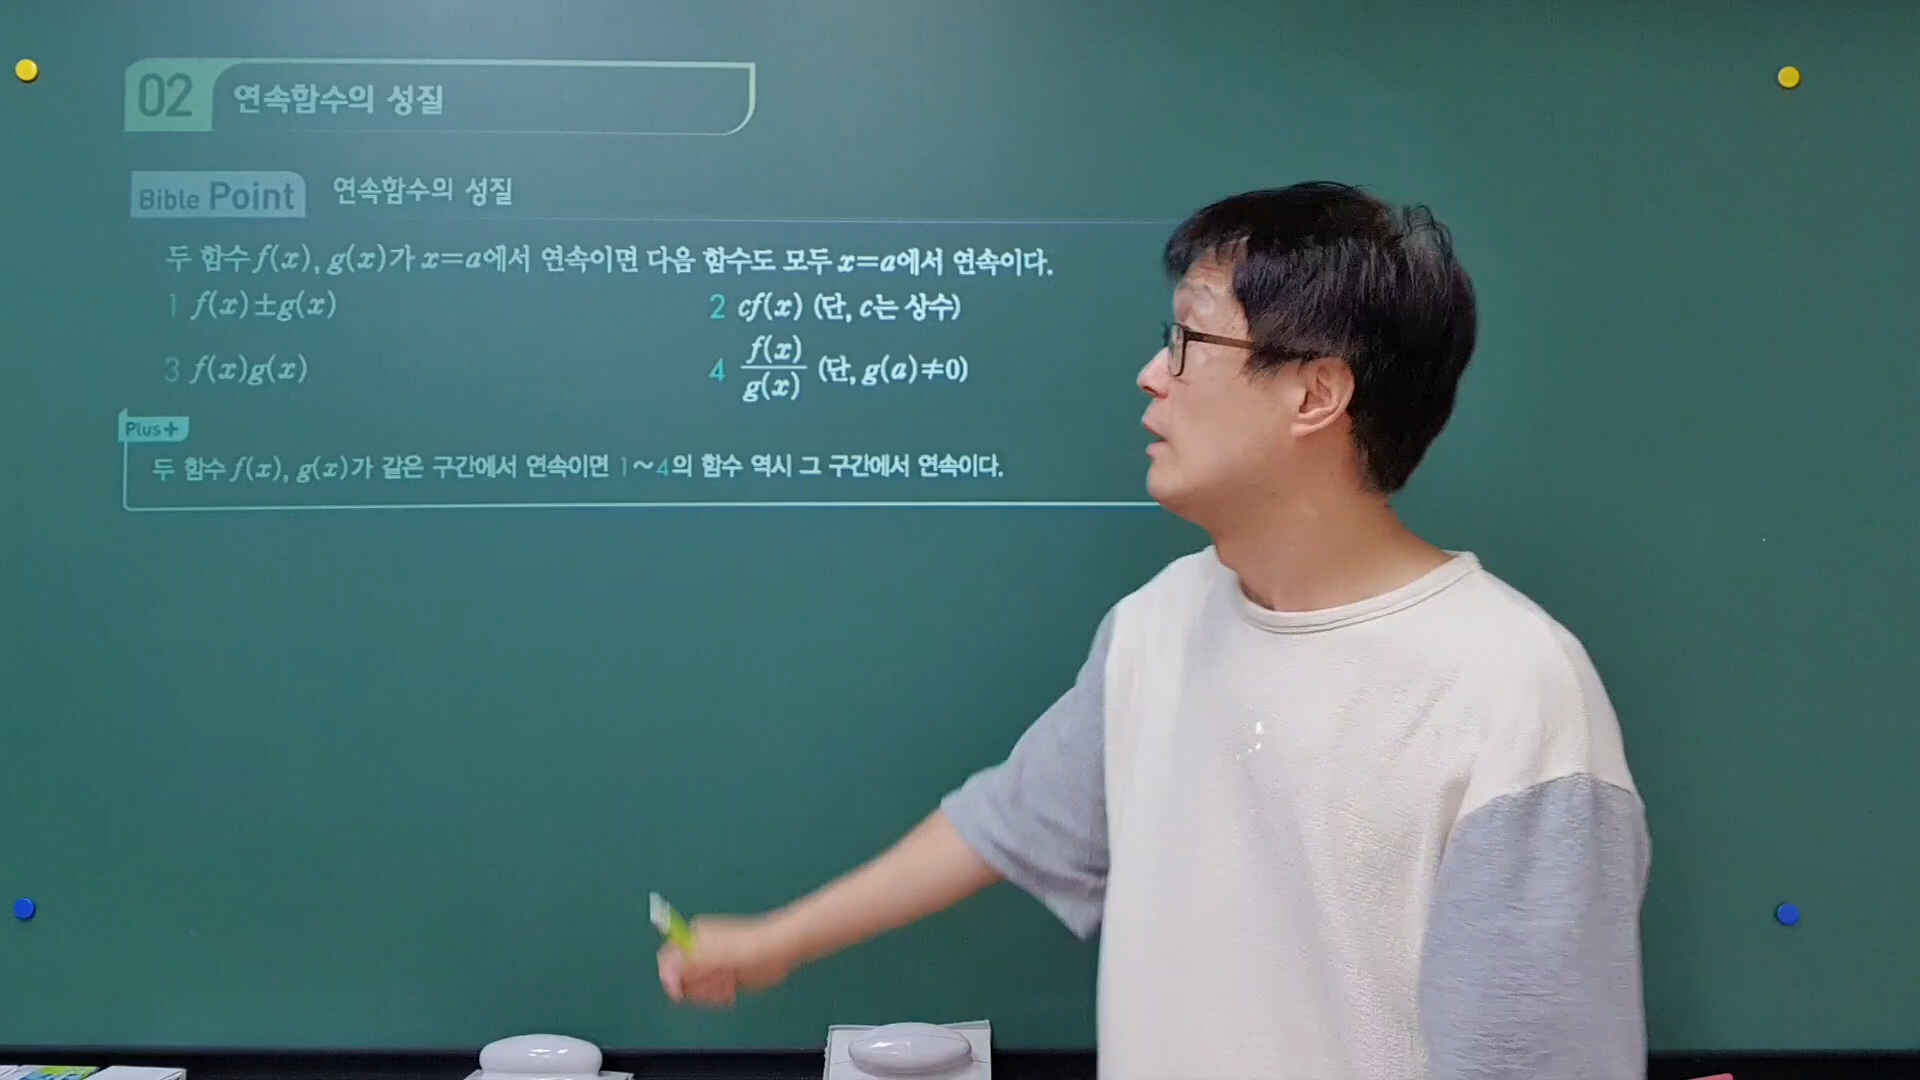 02 연속함수의 성질
Bible Point 연속함수의 성질
두 함수 f(x), g(x)가 x=a에서 연속이면 다음 함수도 모두 x=a에서 연속이다.
1 f(x)±g(x)
2 cf(x) (단, c는 상수)
3 f(x)g(x)
4 f(x)/g(x) (단, g(a)≠0)
Plus+
두 함수 f(x), g(x)가 같은 구간에서 연속이면 1~4의 함수 역시 그 구간에서 연속이다.